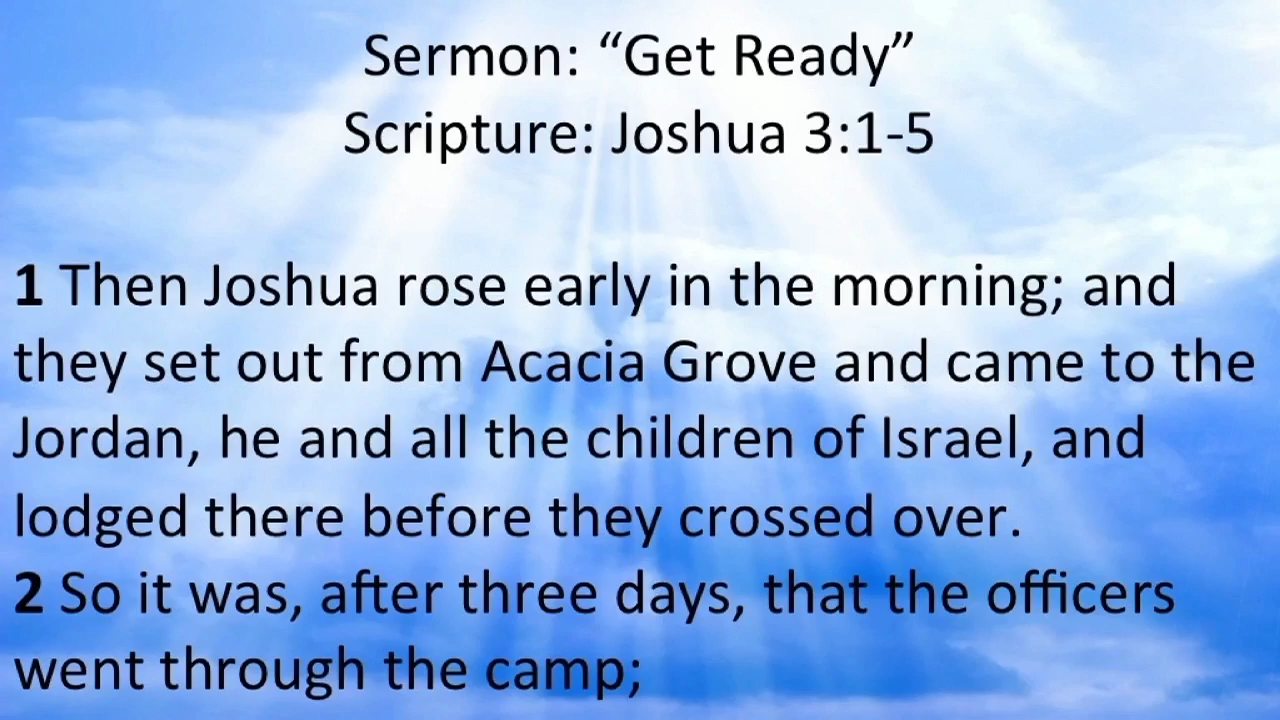 Sermon: “Get Ready”
Scripture: Joshua 3:1-5
1 Then Joshua rose early in the morning; and
they set out from Acacia Grove and came to the
Jordan, he and all the children of Israel, and
lodged there before they crossed over.
2 So it was, after three days, that the officers
went through the camp;